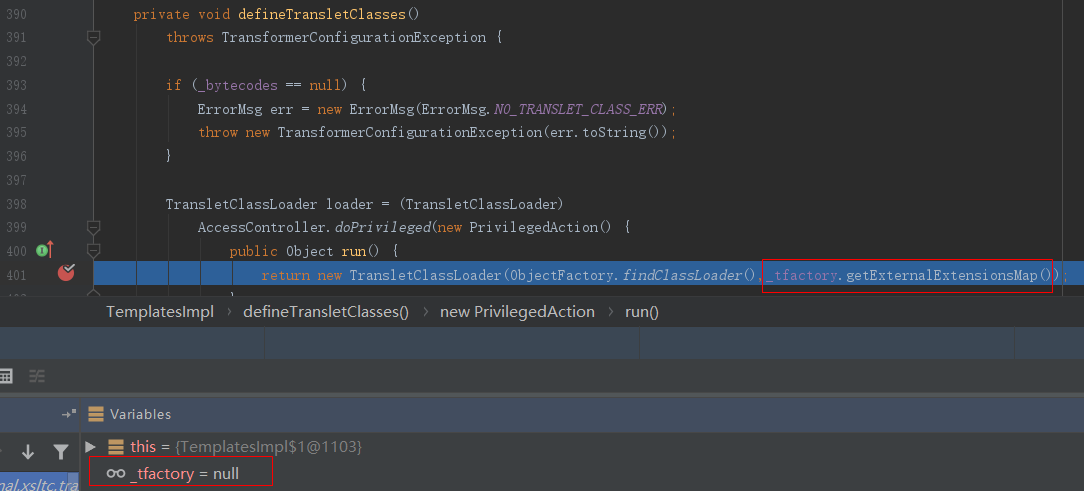 390 private void defineTransletClasses()
391 throws TransformerConfigurationException {
392
393 if (_bytecodes == null) {
394 ErrorMsg err = new ErrorMsg(ErrorMsg.NO_TRANSLET_CLASS_ERR);
395 throw new TransformerConfigurationException(err.toString());
396 }
397
398 TransletClassLoader loader = (TransletClassLoader)
399 AccessController.doPrivileged(new PrivilegedAction() {
400 public Object run() {
401 return new TransletClassLoader(ObjectFactory.findClassLoader(),_tfactory.getExternalExtensionsMap());
TemplatesImpl › defineTransletClasses() › new PrivilegedAction › run()
Variables
this = {TemplatesImpl$1@1103}
_tfactory = null
nal.xsltc.tra